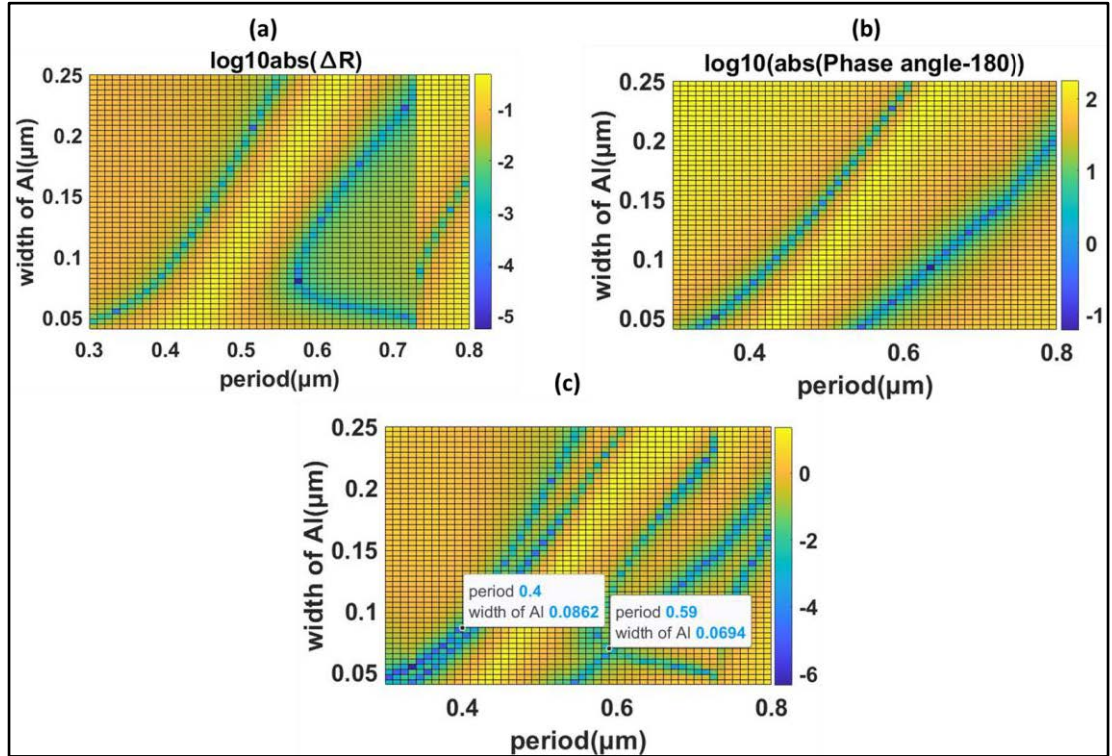 (a)
log10abs(ΔR)
0.25
0.2
0.15
0.1
0.05
width of Al(μm)
0.3 0.4 0.5 0.6 0.7 0.8
period(μm)
-1
-2
-3
-4
-5
(b)
log10(abs(Phase angle-180))
0.25
0.2
0.15
0.1
0.05
width of Al(μm)
0.4 0.6 0.8
period(μm)
2
1
0
-1
(c)
0.25
0.2
0.15
0.1
0.05
width of Al(μm)
period 0.4
width of Al 0.0862
period 0.59
width of Al 0.0694
0.4 0.6 0.8
period(μm)
0
-2
-4
-6